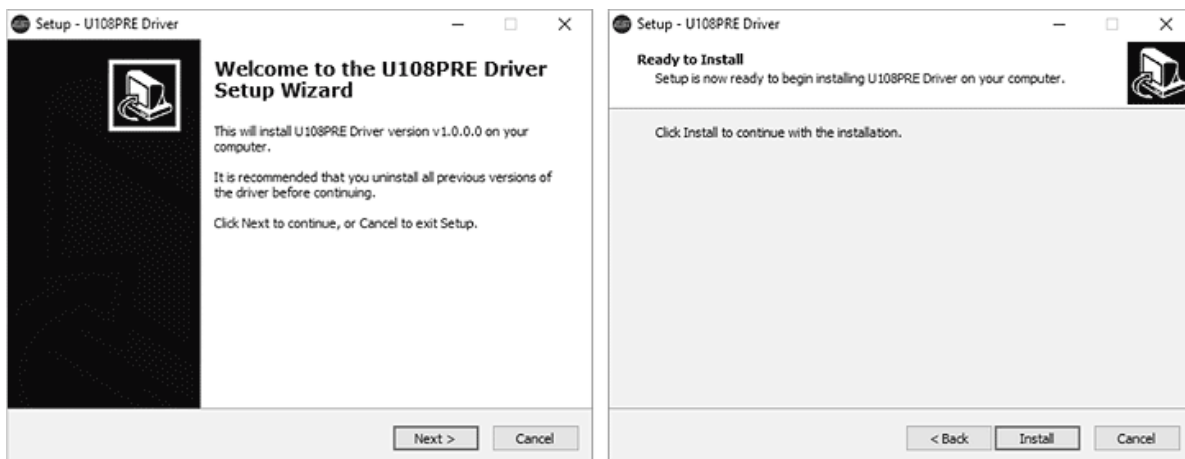 Setup - U108PRE Driver
Welcome to the U108PRE Driver
Setup Wizard
This will install U108PRE Driver version v1.0.0.0 on your
computer.
It is recommended that you uninstall all previous versions of
the driver before continuing.
Click Next to continue, or Cancel to exit Setup.
Next >
Cancel
Setup - U108PRE Driver
Ready to Install
Setup is now ready to begin installing U108PRE Driver on your computer.
Click Install to continue with the installation.
< Back
Install
Cancel